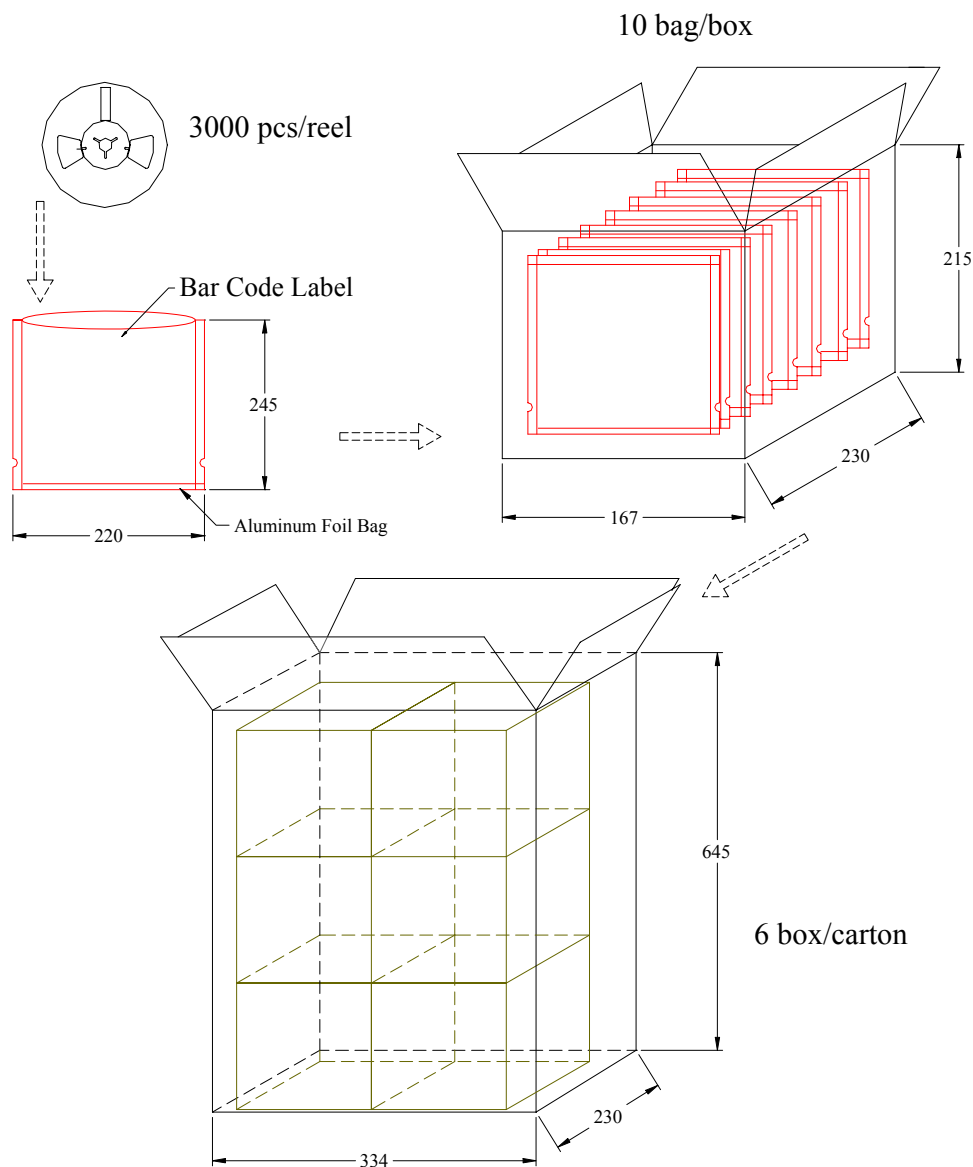 10 bag/box
3000 pcs/reel
Bar Code Label
245
Aluminum Foil Bag
220
215
230
167
645
6 box/carton
230
334